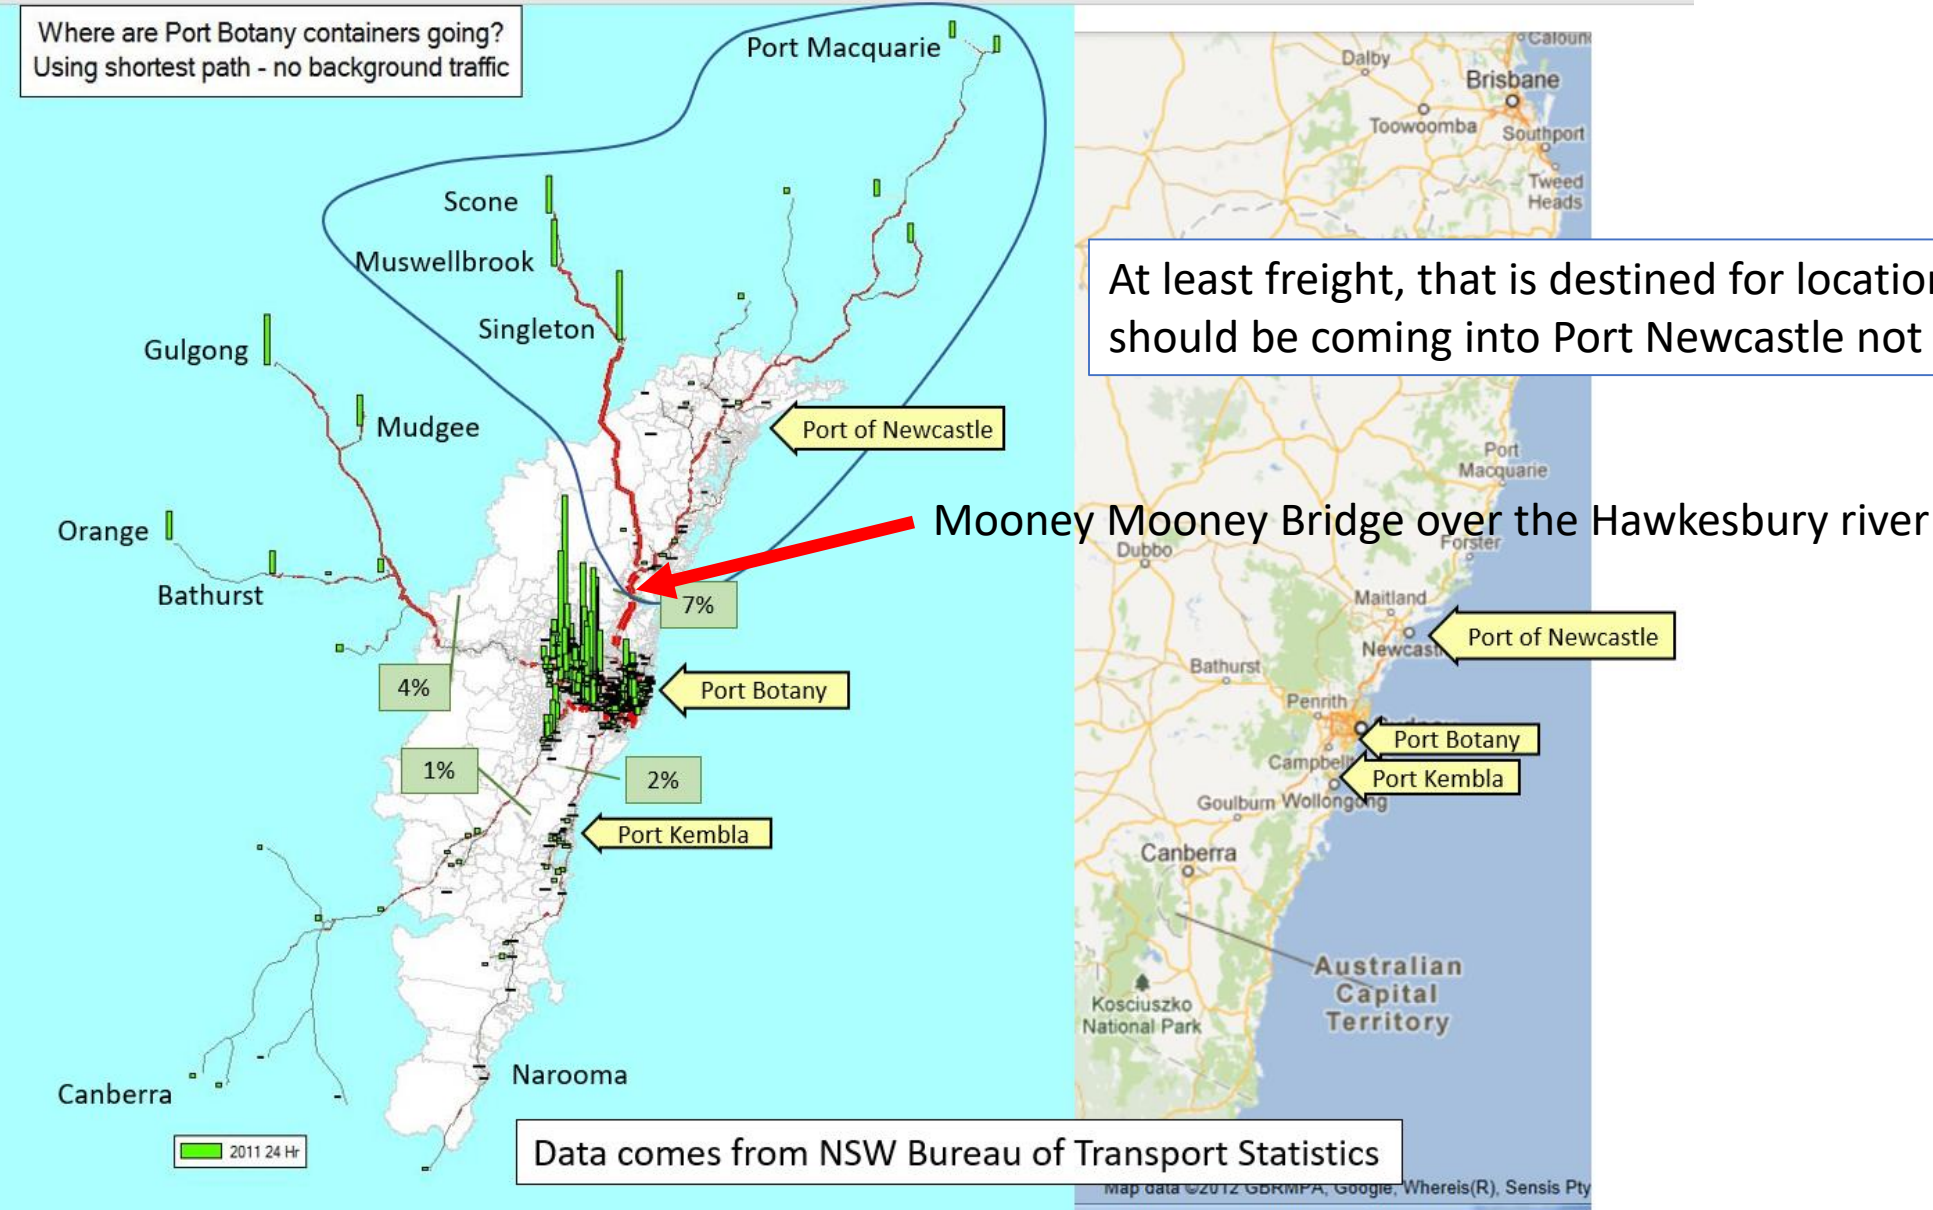 Where are Port Botany containers going?
Using shortest path - no background traffic
Port Macquarie
Scone
Muswellbrook
Singleton
Gulgong
Mudgee
Orange
Bathurst
Port of Newcastle
7%
4%
Port Botany
1%
2%
Port Kembla
Canberra
Narooma
2011 24 Hr
Data comes from NSW Bureau of Transport Statistics
Mooney Mooney Bridge over the Hawkesbury river
At least freight, that is destined for location
should be coming into Port Newcastle not
Caloun
Dalby
Brisbane
Toowoomba
Southport
Tweed
Heads
Port
Macquarie
Dubbo
Forster
Maitland
Newcast
Port of Newcastle
Bathurst
Penrith
Port Botany
Campbellt
Port Kembla
Goulburn
Wollongong
Canberra
Australian
Capital
Territory
Kosciuszko
National Park
Map data ©2012 GBRMPA, Google, Whereis(R), Sensis Pty